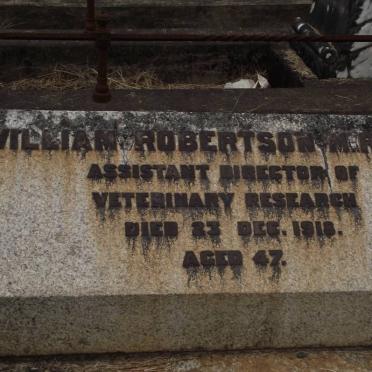 WILLIAM ROBERTSON M.R
ASSISTANT DIRECTOR OF
VETERINARY RESEARCH
DIED 23 DEC. 1918.
AGED 47.